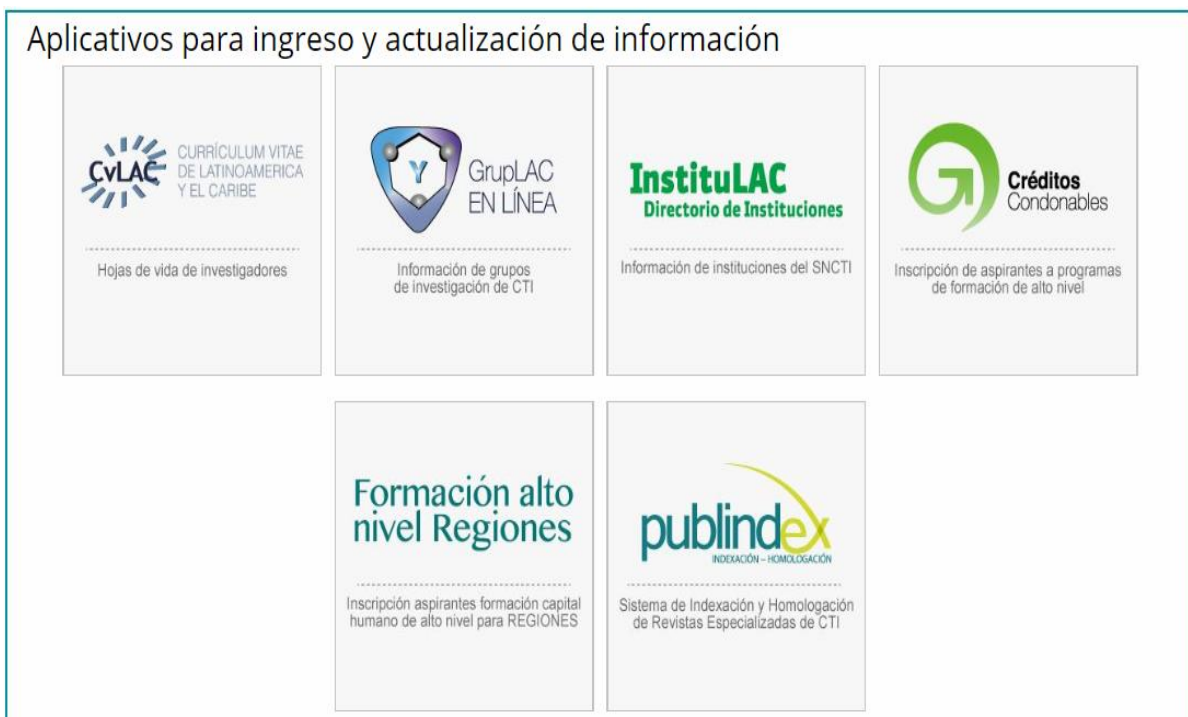 Aplicativos para ingreso y actualización de información
CvLAC
CURRÍCULUM VITAE
DE LATINOAMERICA
Y EL CARIBE
Hojas de vida de investigadores
Y
GrupLAC
EN LÍNEA
Información de grupos
de investigación de CTI
InstituLAC
Directorio de Instituciones
Información de instituciones del SNCTI
Créditos
Condonables
Inscripción de aspirantes a programas
de formación de alto nivel
Formación alto
nivel Regiones
Inscripción aspirantes formación capital
humano de alto nivel para REGIONES
publindex
INDEXACIÓN – HOMOLOGACIÓN
Sistema de Indexación y Homologación
de Revistas Especializadas de CTI